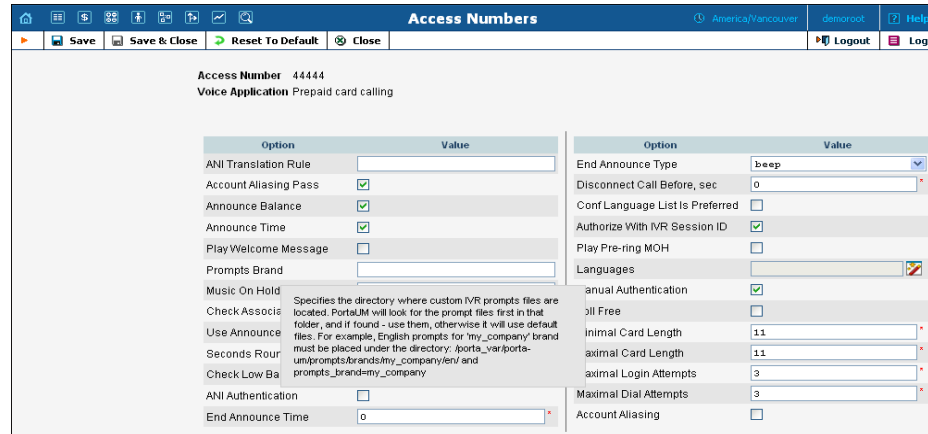 Access Numbers
America/Vancouver
demoroot
Help
Save
Save & Close
Reset To Default
Close
Logout
Log
Access Number 44444
Voice Application Prepaid card calling
Option Value
ANI Translation Rule
Account Aliasing Pass
Announce Balance
Announce Time
Play Welcome Message
Prompts Brand
Music On Hold
Check Associa
Use Announce
Seconds Roun
Check Low Ba
ANI Authentication
End Announce Time 0 *
Specifies the directory where custom IVR prompts files are
located. PortaUM will look for the prompt files first in that
folder, and if found - use them, otherwise it will use default
files. For example, English prompts for 'my_company' brand
must be placed under the directory: /porta_var/porta-
um/prompts/brands/my_company/en/ and
prompts_brand=my_company
Option Value
End Announce Type beep
Disconnect Call Before, sec 0 *
Conf Language List Is Preferred
Authorize With IVR Session ID
Play Pre-ring MOH
Languages
anual Authentication
oll Free
inimal Card Length 11 *
aximal Card Length 11 *
aximal Login Attempts 3 *
Maximal Dial Attempts 3 *
Account Aliasing